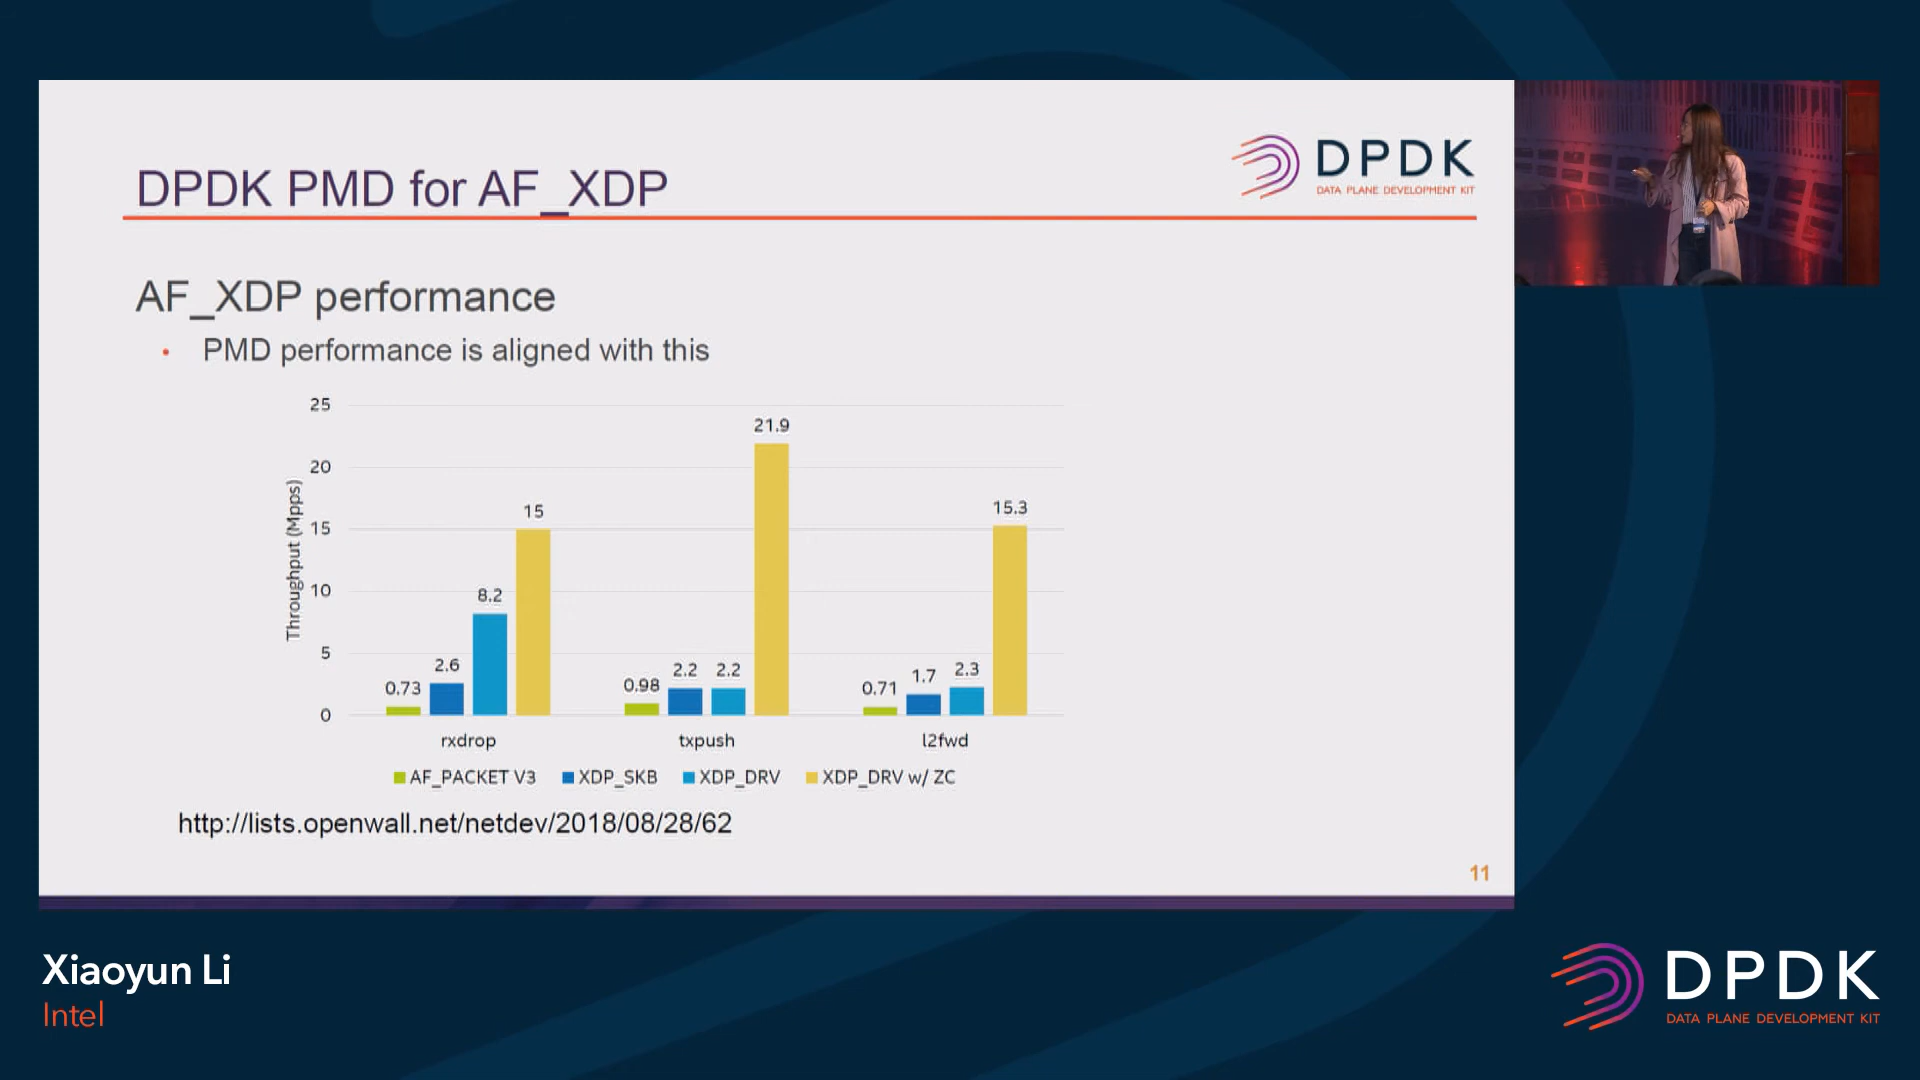 DPDK PMD for AF_XDP
DPDK
DATA PLANE DEVELOPMENT KIT
AF_XDP performance
• PMD performance is aligned with this
Throughput (Mpps)
25
20
15
10
5
0
0.73 2.6 8.2 15
0.98 2.2 2.2 21.9
0.71 1.7 2.3 15.3
rxdrop txpush l2fwd
AF_PACKET V3 XDP_SKB XDP_DRV XDP_DRV w/ ZC
http://lists.openwall.net/netdev/2018/08/28/62
11
Xiaoyun Li
Intel
DPDK
DATA PLANE DEVELOPMENT KIT